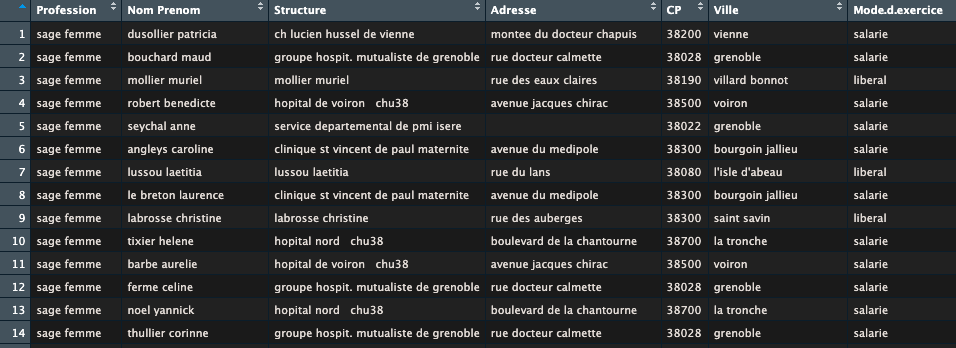 Profession Nom Prenom Structure Adresse CP Ville Mode.d.exercice
1 sage femme dusollier patricia ch lucien hussel de vienne montee du docteur chapuis 38200 vienne salarie
2 sage femme bouchard maud groupe hospit. mutualiste de grenoble rue docteur calmette 38028 grenoble salarie
3 sage femme mollier muriel mollier muriel rue des eaux claires 38190 villard bonnot liberal
4 sage femme robert benedicte hopital de voiron chu38 avenue jacques chirac 38500 voiron salarie
5 sage femme seychal anne service departemental de pmi isere 38022 grenoble salarie
6 sage femme angleys caroline clinique st vincent de paul maternite avenue du medipole 38300 bourgoin jallieu salarie
7 sage femme lussou laetitia lussou laetitia rue du lans 38080 l'isle d'abeau liberal
8 sage femme le breton laurence clinique st vincent de paul maternite avenue du medipole 38300 bourgoin jallieu salarie
9 sage femme labrosse christine labrosse christine rue des auberges 38300 saint savin liberal
10 sage femme tixier helene hopital nord chu38 boulevard de la chantourne 38700 la tronche salarie
11 sage femme barbe aurelie hopital de voiron chu38 avenue jacques chirac 38500 voiron salarie
12 sage femme ferme celine groupe hospit. mutualiste de grenoble rue docteur calmette 38028 grenoble salarie
13 sage femme noel yannick hopital nord chu38 boulevard de la chantourne 38700 la tronche salarie
14 sage femme thullier corinne groupe hospit. mutualiste de grenoble rue docteur calmette 38028 grenoble salarie